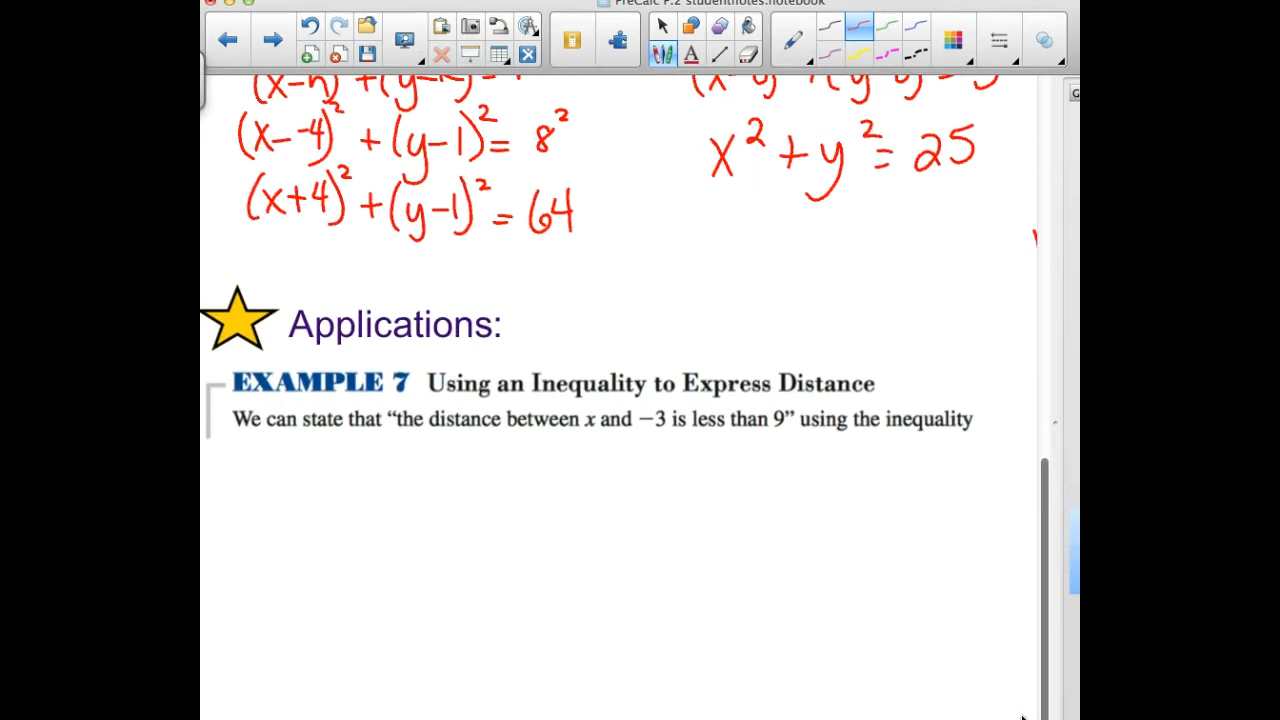 PreCalc P.2 studentnotes.notebook
(x--4)² + (y-1)² = 8²
(x+4)² + (y-1)² = 64
x² + y² = 25
Applications:
EXAMPLE 7 Using an Inequality to Express Distance
We can state that “the distance between x and −3 is less than 9” using the inequality